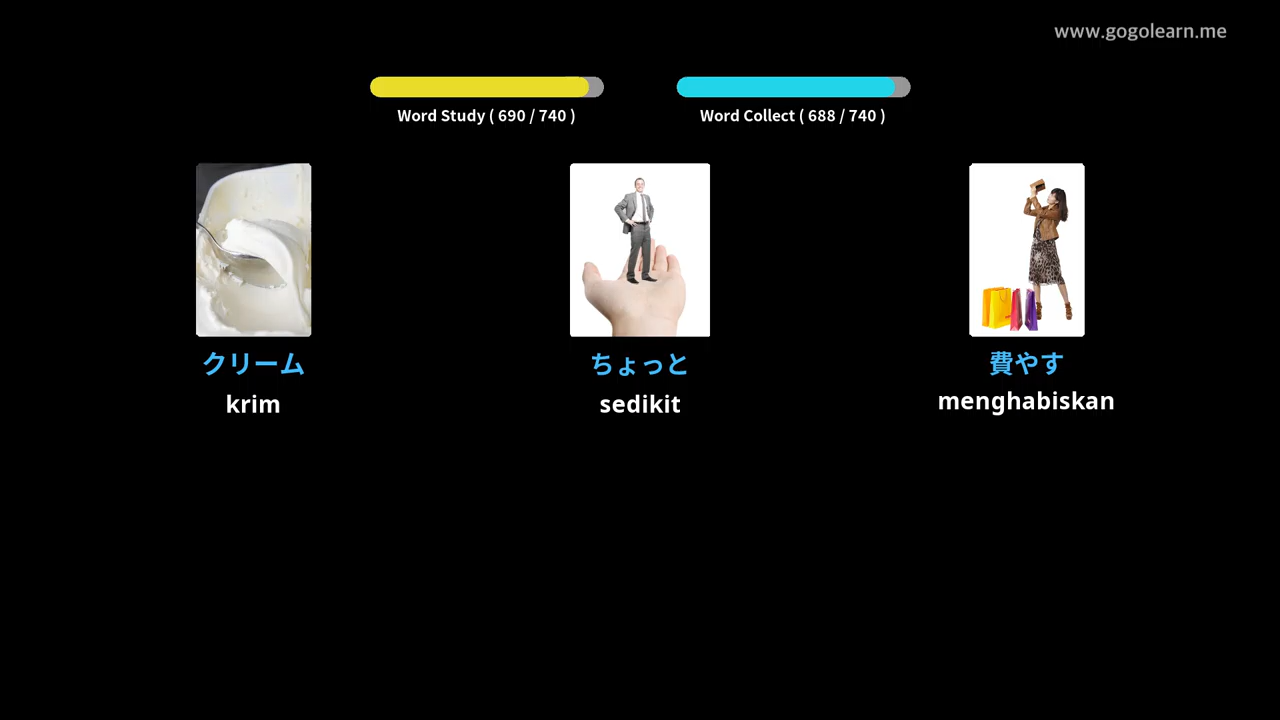 www.gogolearn.me
Word Study ( 690 / 740 )
Word Collect ( 688 / 740 )
クリーム
ちょっと
費やす
krim
sedikit
menghabiskan